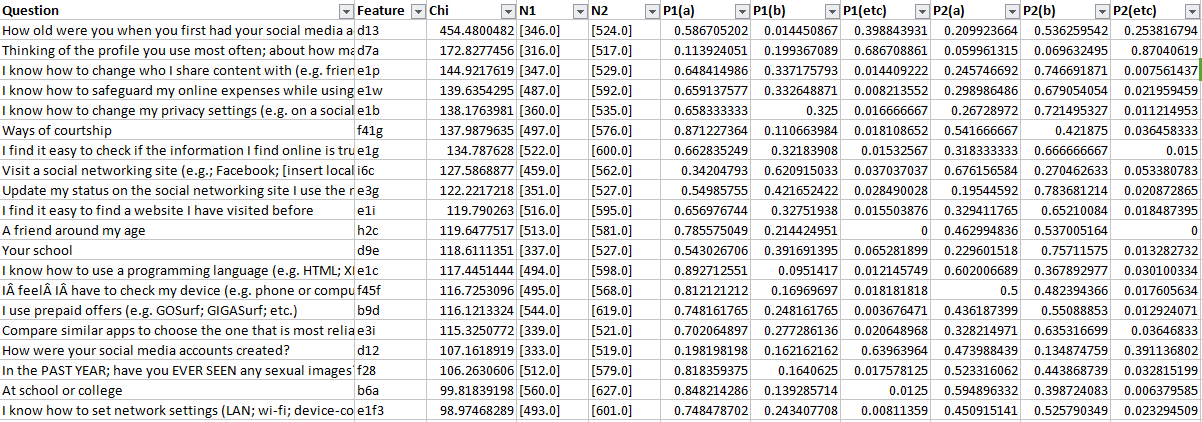 Question Feature Chi N1 N2 P1(a) P1(b) P1(etc) P2(a) P2(b) P2(etc)
How old were you when you first had your social media a d13 454.4800482 [346.0] [524.0] 0.586705202 0.014450867 0.398843931 0.209923664 0.536259542 0.253816794
Thinking of the profile you use most often; about how ma d7a 172.8277456 [316.0] [517.0] 0.113924051 0.199367089 0.686708861 0.059961315 0.069632495 0.87040619
I know how to change who I share content with (e.g. frien e1p 144.9217619 [347.0] [529.0] 0.648414986 0.337175793 0.014409222 0.245746692 0.746691871 0.007561437
I know how to safeguard my online expenses while using e1w 139.6354295 [487.0] [592.0] 0.659137577 0.332648871 0.008213552 0.298986486 0.679054054 0.021959459
I know how to change my privacy settings (e.g. on a social e1b 138.1763981 [360.0] [535.0] 0.658333333 0.325 0.016666667 0.26728972 0.721495327 0.011214953
Ways of courtship f41g 137.9879635 [497.0] [576.0] 0.871227364 0.110663984 0.018108652 0.541666667 0.421875 0.036458333
I find it easy to check if the information I find online is tru e1g 134.787628 [522.0] [600.0] 0.662835249 0.32183908 0.01532567 0.318333333 0.666666667 0.015
Visit a social networking site (e.g.; Facebook; [insert local i6c 127.5868877 [459.0] [562.0] 0.34204793 0.620915033 0.037037037 0.676156584 0.270462633 0.053380783
Update my status on the social networking site I use the r e3g 122.2217218 [351.0] [527.0] 0.54985755 0.421652422 0.028490028 0.19544592 0.783681214 0.020872865
I find it easy to find a website I have visited before e1i 119.790263 [516.0] [595.0] 0.656976744 0.32751938 0.015503876 0.329411765 0.65210084 0.018487395
A friend around my age h2c 119.6477517 [513.0] [581.0] 0.785575049 0.214424951 0 0.462994836 0.537005164 0
Your school d9e 118.6111351 [337.0] [527.0] 0.543026706 0.391691395 0.065281899 0.229601518 0.75711575 0.013282732
I know how to use a programming language (e.g. HTML; XI e1c 117.4451444 [494.0] [598.0] 0.892712551 0.0951417 0.012145749 0.602006689 0.367892977 0.030100334
IÂ feelÂ IÂ have to check my device (e.g. phone or compu f45f 116.7253096 [495.0] [568.0] 0.812121212 0.16969697 0.018181818 0.5 0.482394366 0.017605634
I use prepaid offers (e.g. GOSurf; GIGASurf; etc.) b9d 116.1213324 [544.0] [619.0] 0.748161765 0.248161765 0.003676471 0.436187399 0.55088853 0.012924071
Compare similar apps to choose the one that is most relia e3i 115.3250772 [339.0] [521.0] 0.702064897 0.277286136 0.020648968 0.328214971 0.635316699 0.03646833
How were your social media accounts created? d12 107.1618919 [333.0] [519.0] 0.198198198 0.162162162 0.63963964 0.473988439 0.134874759 0.391136802
In the PAST YEAR; have you EVER SEEN any sexual images f28 106.2630606 [512.0] [579.0] 0.818359375 0.1640625 0.017578125 0.523316062 0.443868739 0.032815199
At school or college b6a 99.81839198 [560.0] [627.0] 0.848214286 0.139285714 0.0125 0.594896332 0.398724083 0.006379585
I know how to set network settings (LAN; wi-fi; device-co e1f3 98.97468289 [493.0] [601.0] 0.748478702 0.243407708 0.00811359 0.450915141 0.525790349 0.023294509